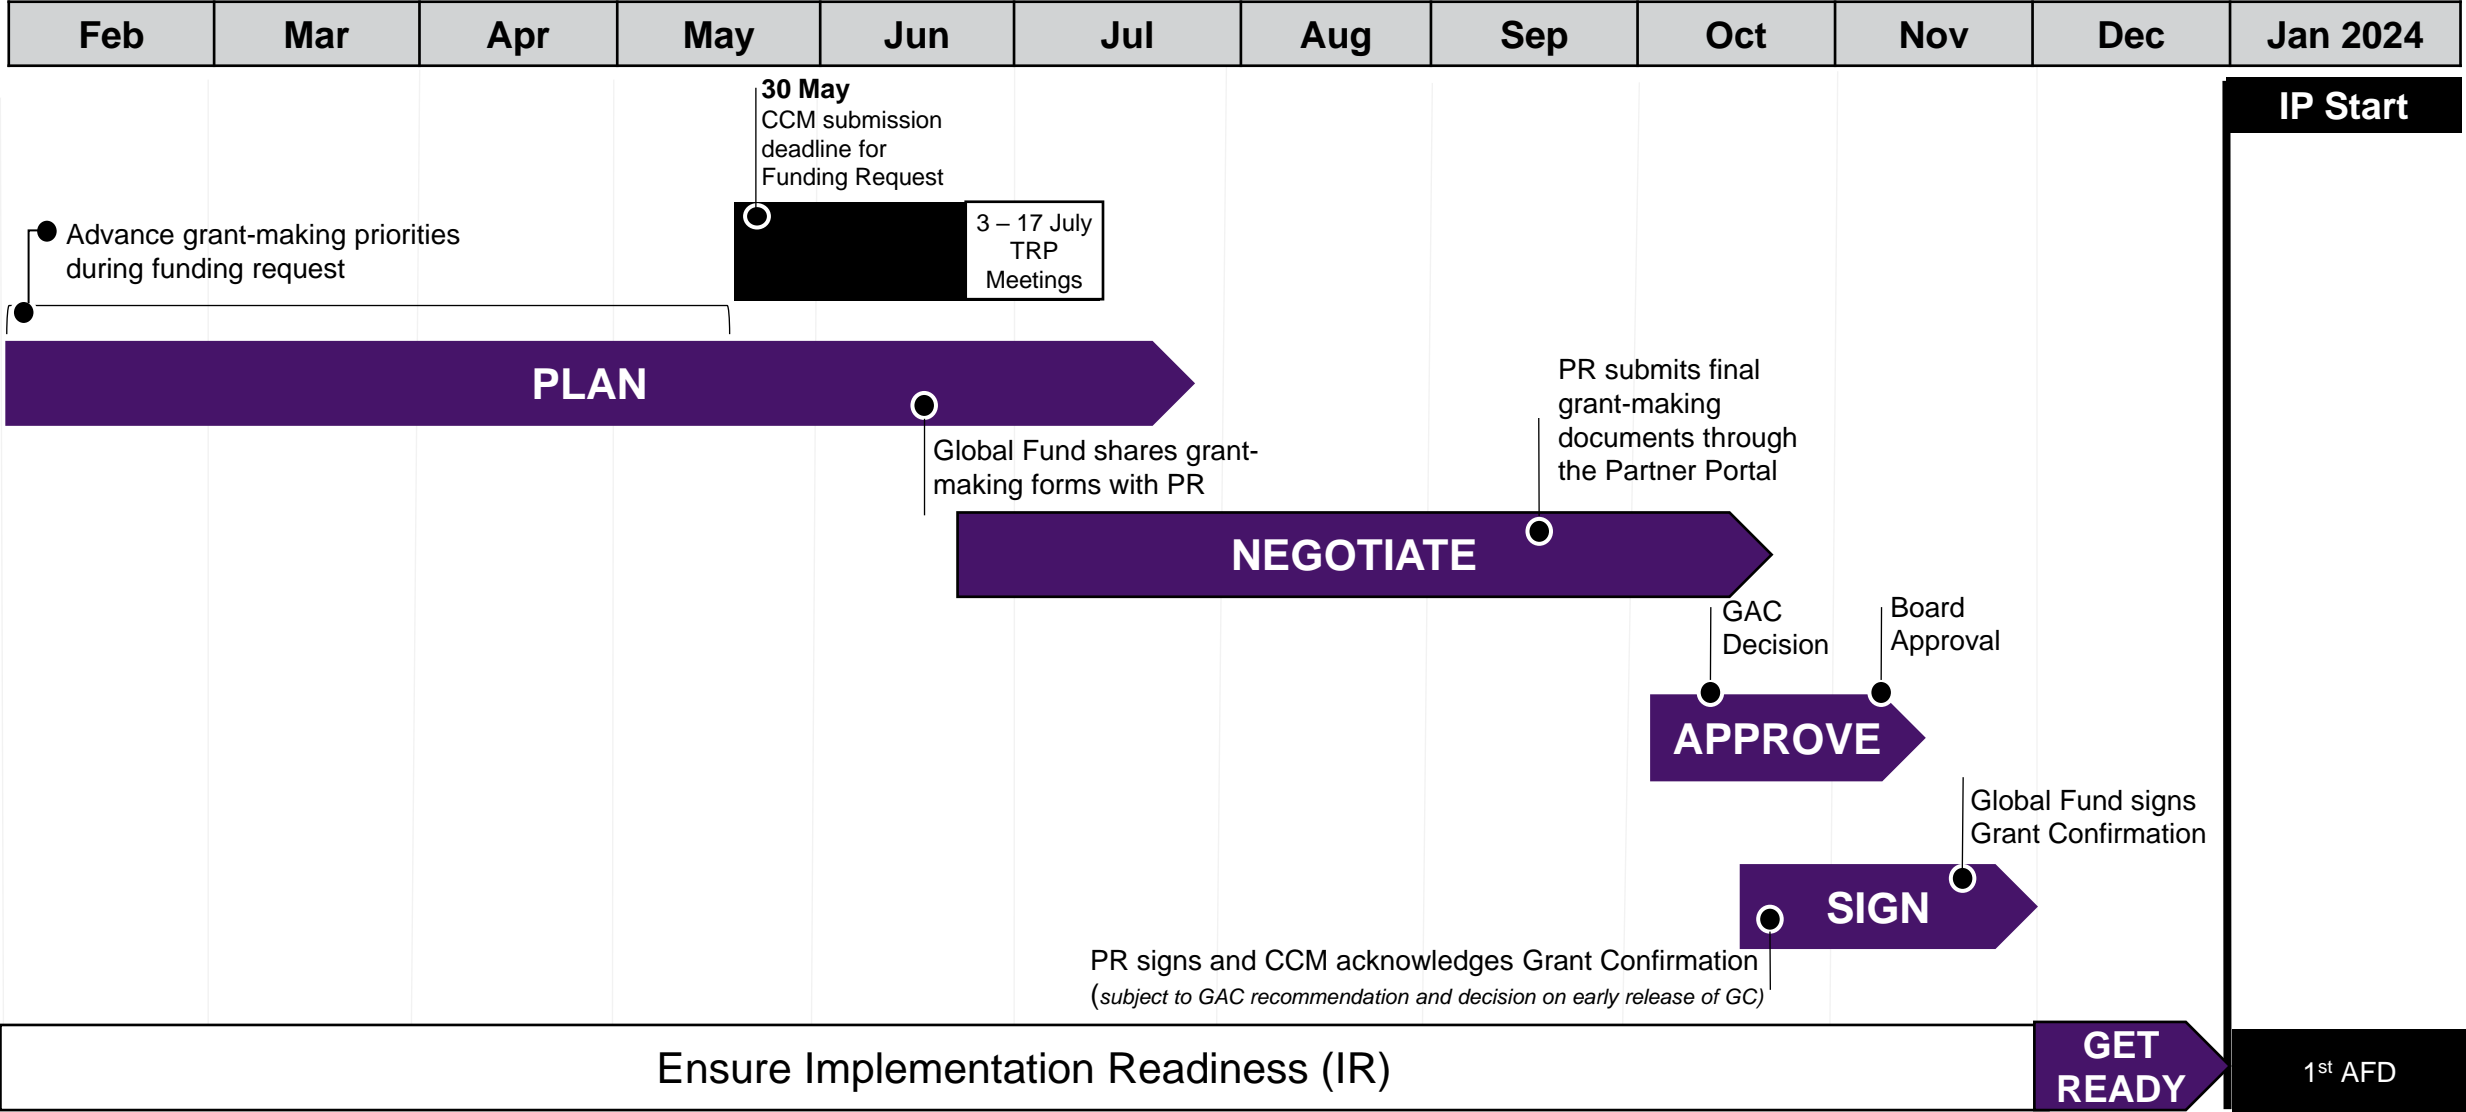 Feb Mar Apr May Jun Jul Aug Sep Oct Nov Dec Jan 2024
IP Start
30 May
CCM submission
deadline for
Funding Request
3 – 17 July
TRP
Meetings
Advance grant-making priorities
during funding request
PLAN
Global Fund shares grant-
making forms with PR
PR submits final
grant-making
documents through
the Partner Portal
NEGOTIATE
GAC
Decision
Board
Approval
APPROVE
Global Fund signs
Grant Confirmation
SIGN
PR signs and CCM acknowledges Grant Confirmation
(subject to GAC recommendation and decision on early release of GC)
Ensure Implementation Readiness (IR)
GET
READY
1st AFD